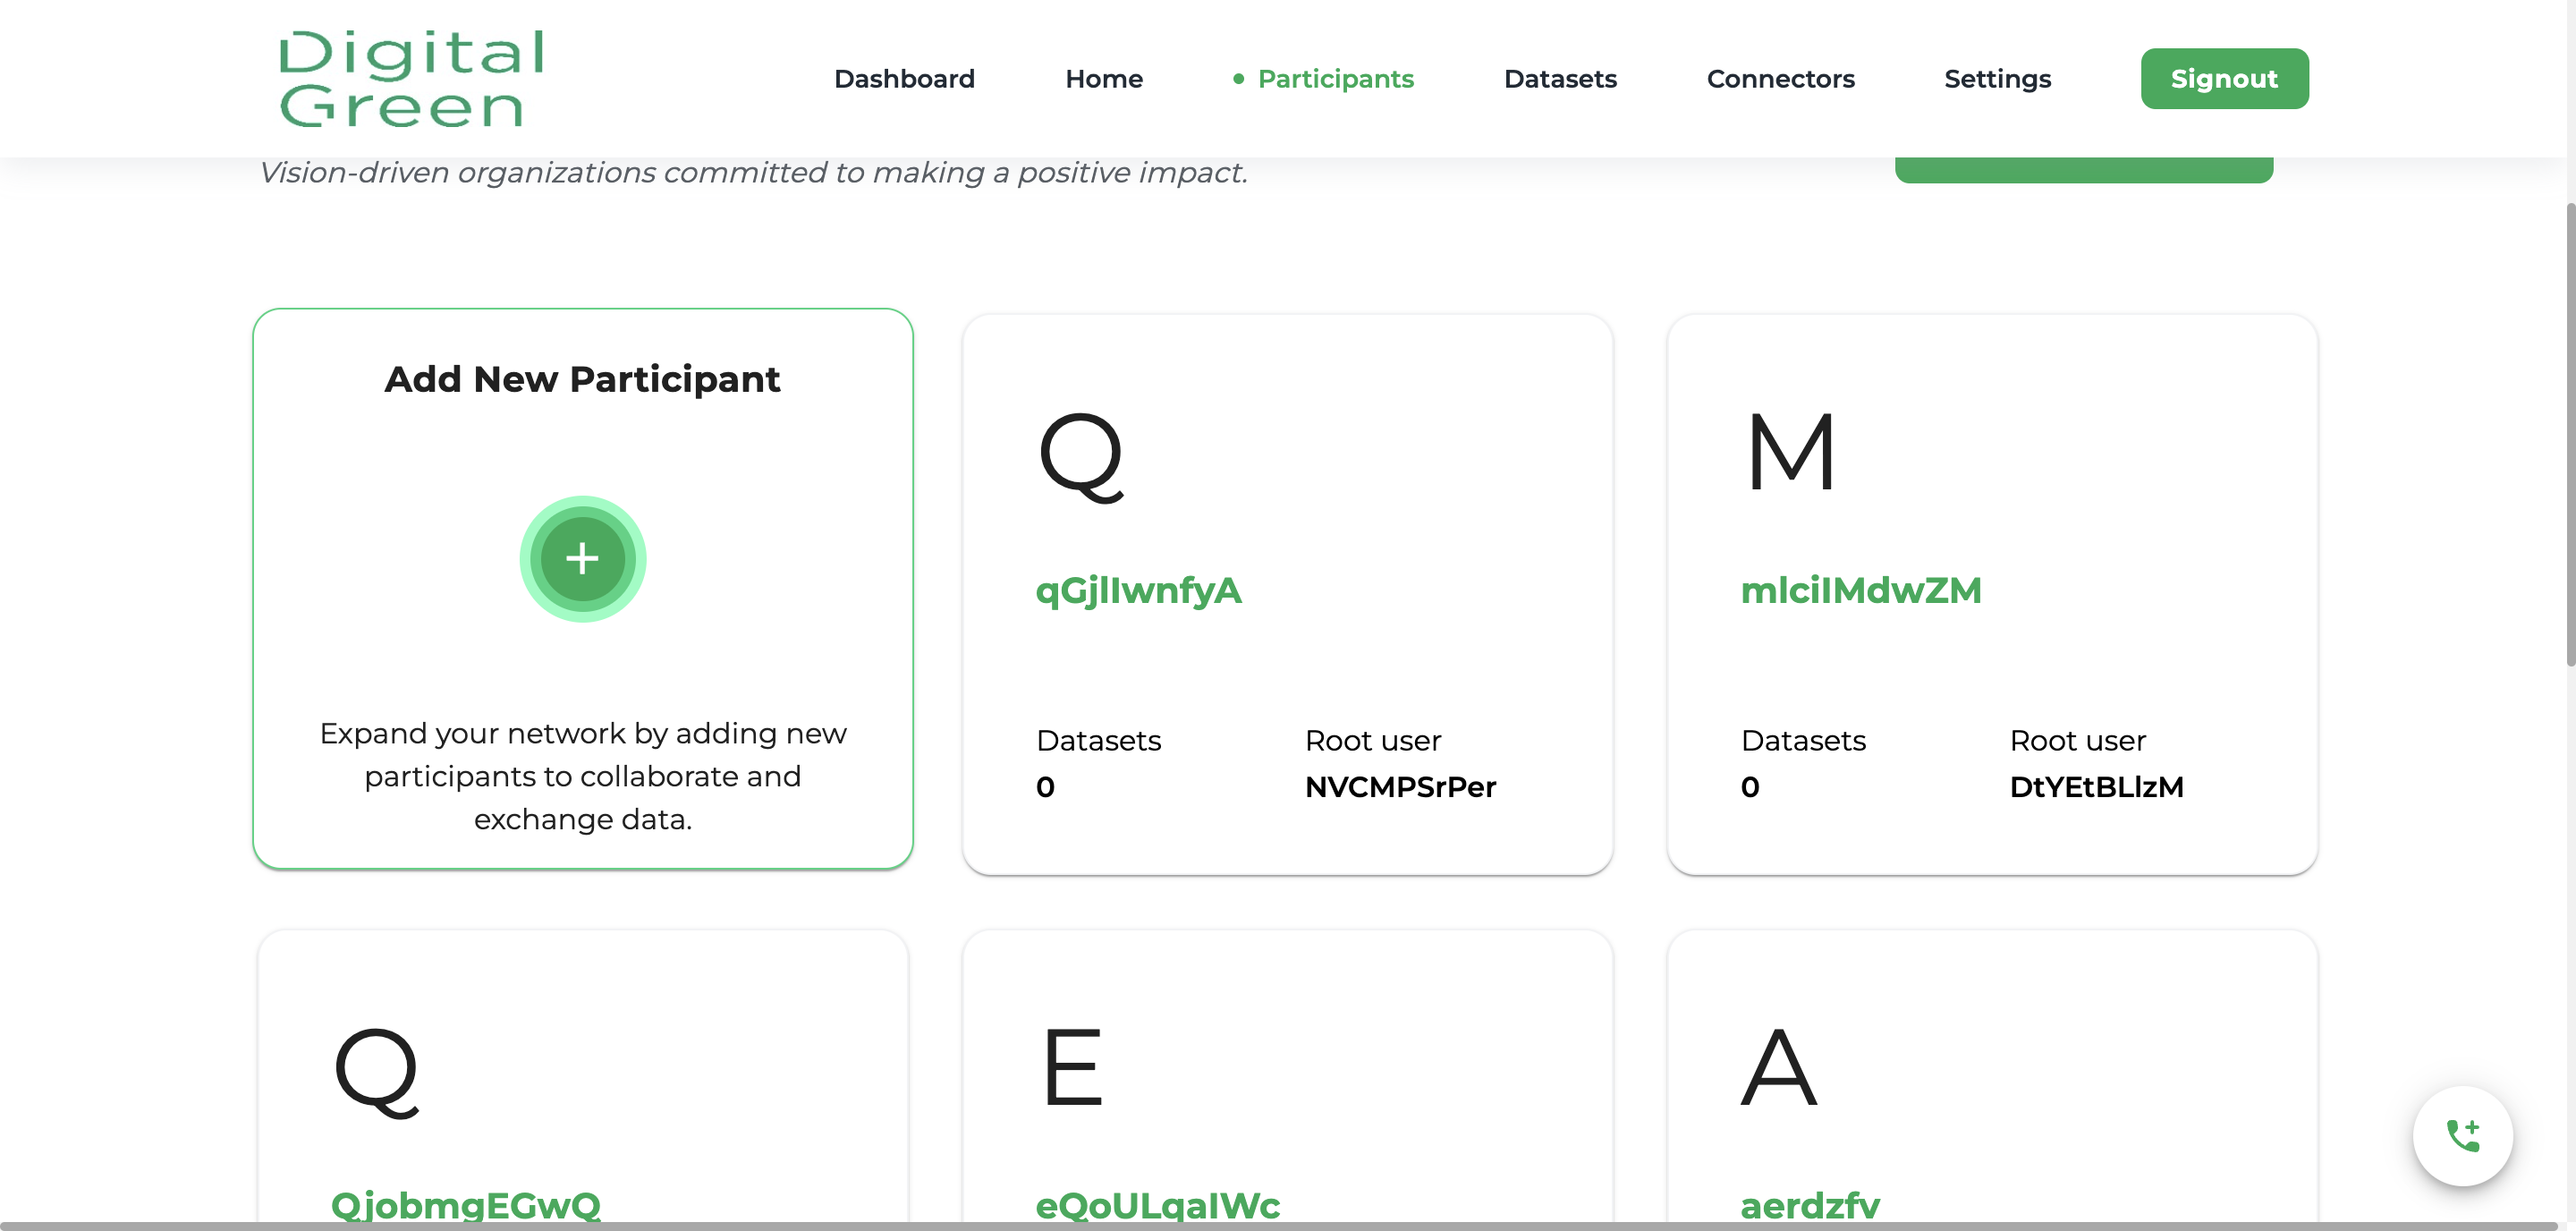 Digital
Green
Dashboard
Home
Participants
Datasets
Connectors
Settings
Signout
Vision-driven organizations committed to making a positive impact.
Add New Participant
Expand your network by adding new
participants to collaborate and
exchange data.
Q
qGjlIwnfyA
Datasets
Root user
0
NVCMPSrPer
M
mlciIMdwZM
Datasets
Root user
0
DtYEtBLlzM
Q
QjobmgEGwQ
E
eQoULqaIWc
A
aerdzfv